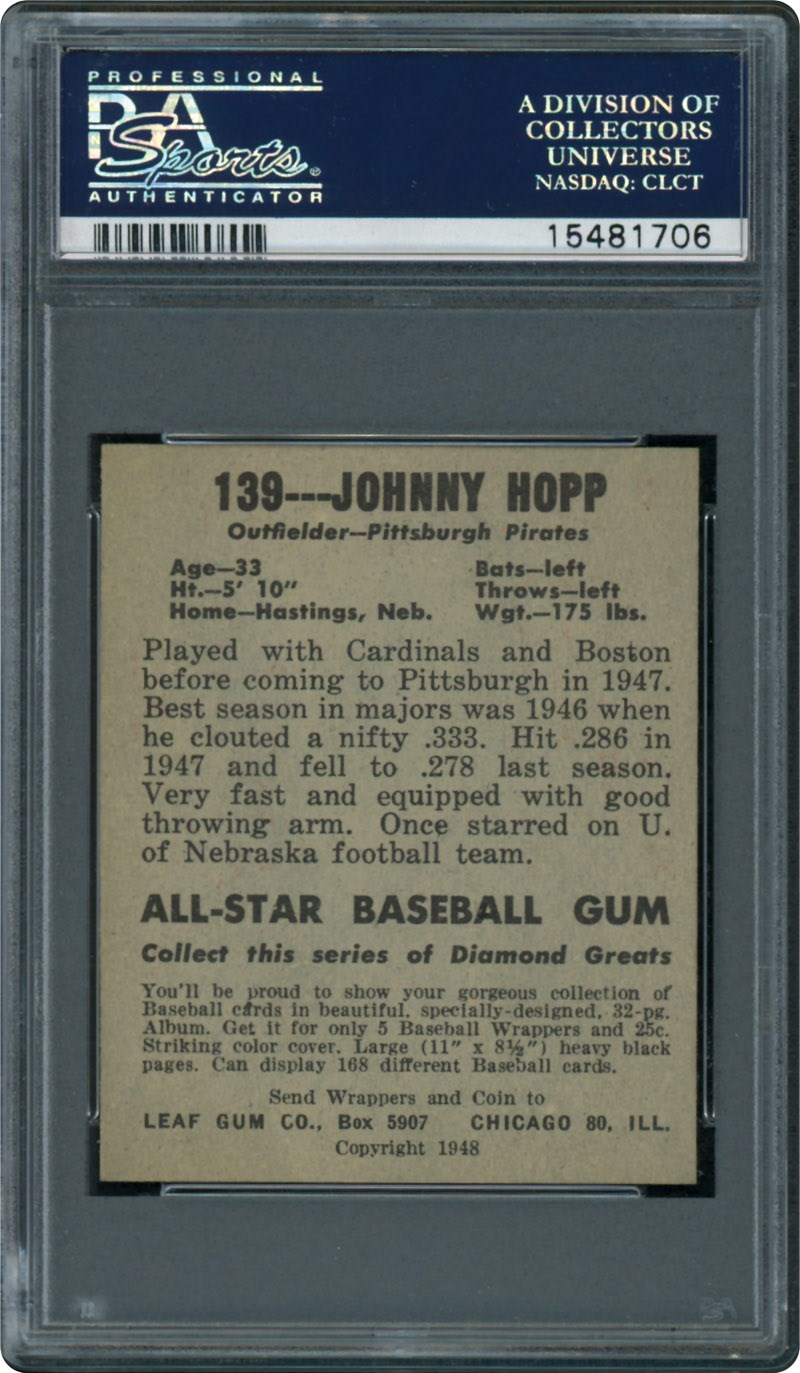 PROFESSIONAL
PSA
Sports®
AUTHENTICATOR
A DIVISION OF
COLLECTORS
UNIVERSE
NASDAQ: CLCT
15481706
139---JOHNNY HOPP
Outfielder—Pittsburgh Pirates
Age—33 Bats—left
Ht.—5' 10" Throws—left
Home—Hastings, Neb. Wgt.—175 lbs.
Played with Cardinals and Boston
before coming to Pittsburgh in 1947.
Best season in majors was 1946 when
he clouted a nifty .333. Hit .286 in
1947 and fell to .278 last season.
Very fast and equipped with good
throwing arm. Once starred on U.
of Nebraska football team.
ALL-STAR BASEBALL GUM
Collect this series of Diamond Greats
You'll be proud to show your gorgeous collection of
Baseball cards in beautiful, specially-designed, 32-pg.
Album. Get it for only 5 Baseball Wrappers and 25c.
Striking color cover. Large (11" x 8½") heavy black
pages. Can display 168 different Baseball cards.
Send Wrappers and Coin to
LEAF GUM CO., Box 5907 CHICAGO 80, ILL.
Copyright 1948
PSA